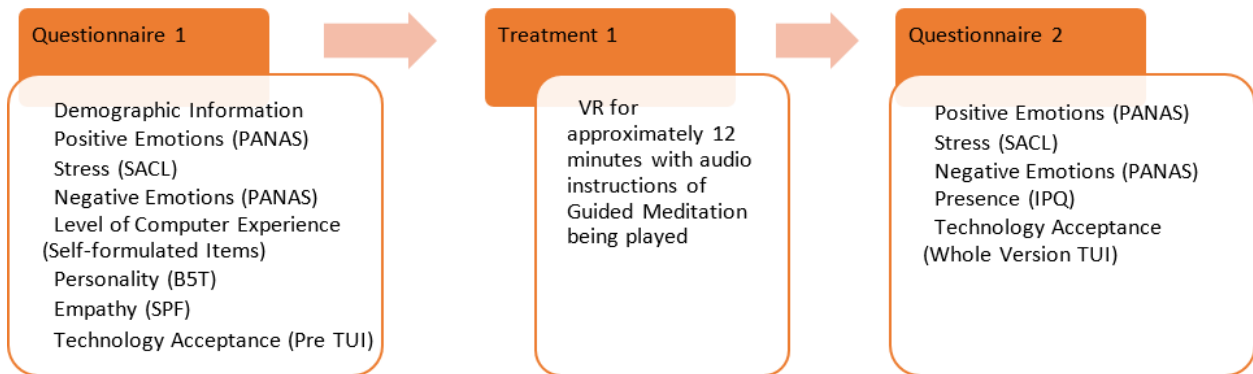 Questionnaire 1
Demographic Information
Positive Emotions (PANAS)
Stress (SACL)
Negative Emotions (PANAS)
Level of Computer Experience
(Self-formulated Items)
Personality (B5T)
Empathy (SPF)
Technology Acceptance (Pre TUI)
Treatment 1
VR for
approximately 12
minutes with audio
instructions of
Guided Meditation
being played
Questionnaire 2
Positive Emotions (PANAS)
Stress (SACL)
Negative Emotions (PANAS)
Presence (IPQ)
Technology Acceptance
(Whole Version TUI)